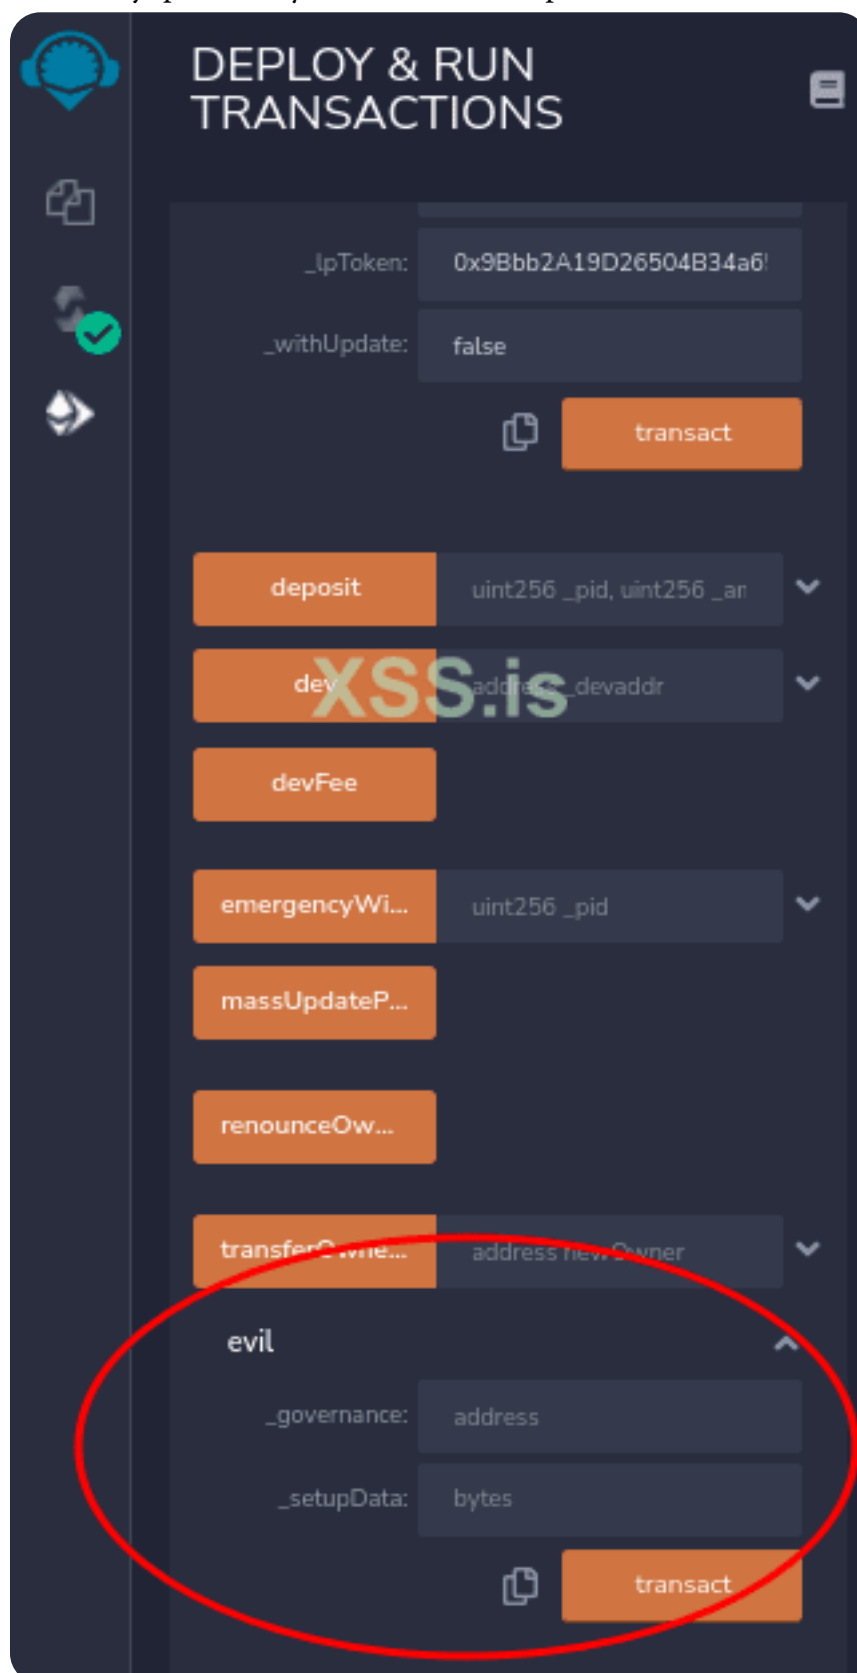 DEPLOY & RUN
TRANSACTIONS
_lpToken: 0x9Bbb2A19D26504B34a6
_withUpdate: false
transact
deposit uint256 _pid, uint256 _am
dev address _devaddr
XSS.is
devFee
emergencyWi... uint256 _pid
massUpdateP...
renounceOw...
transferOwne... address newOwner
evil
_governance: address
_setupData: bytes
transact